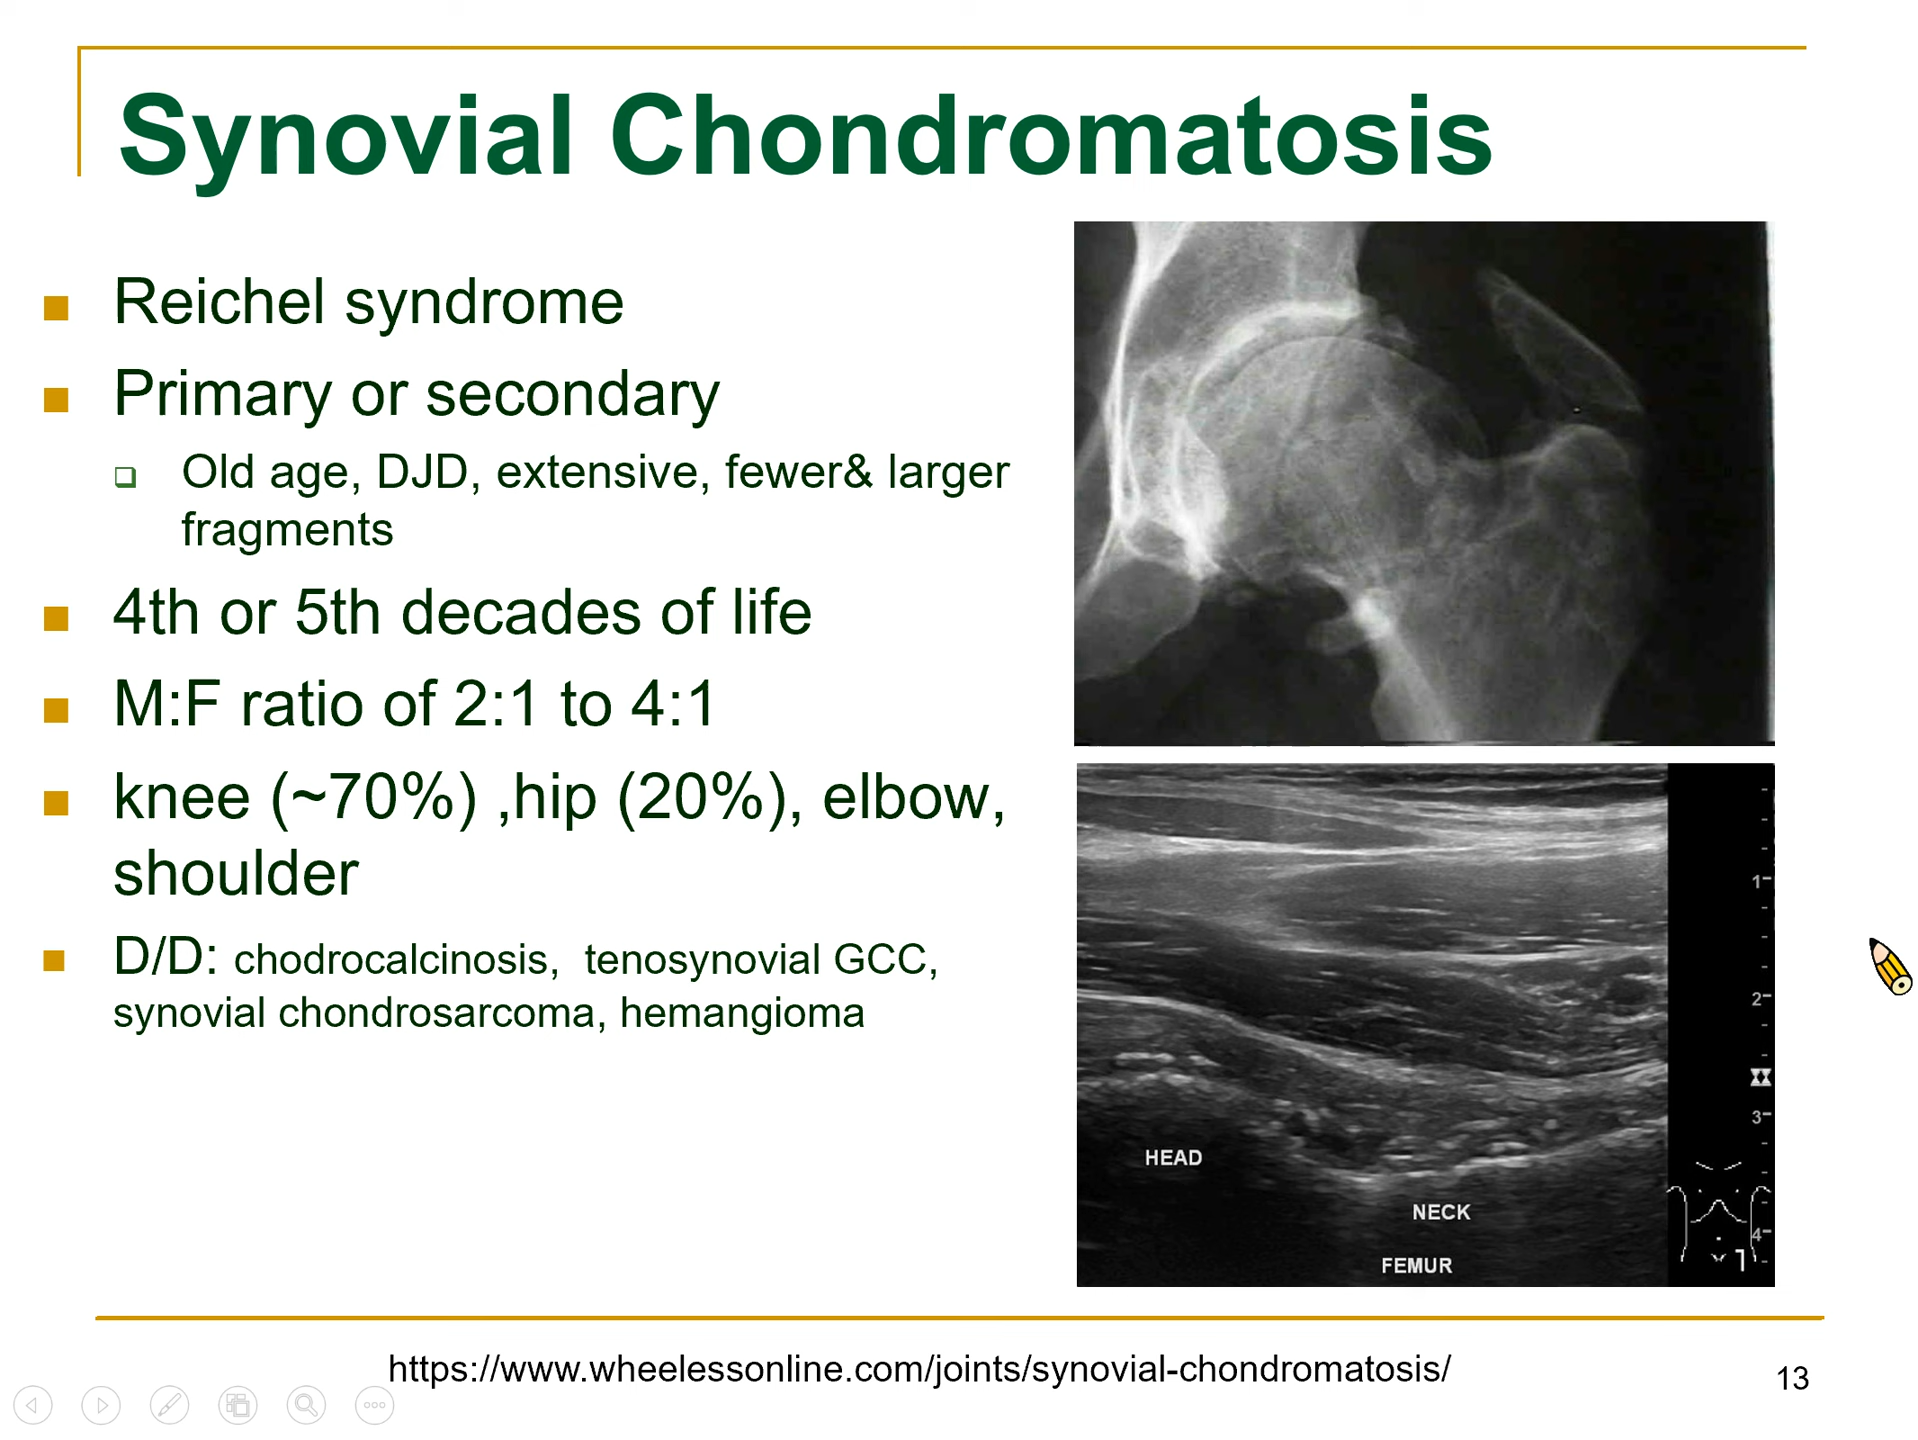 Synovial Chondromatosis
Reichel syndrome
Primary or secondary
Old age, DJD, extensive, fewer& larger
fragments
4th or 5th decades of life
M:F ratio of 2:1 to 4:1
knee (~70%) ,hip (20%), elbow,
shoulder
D/D: chodrocalcinosis, tenosynovial GCC,
synovial chondrosarcoma, hemangioma
1
2
3
4
HEAD
NECK
FEMUR
https://www.wheelessonline.com/joints/synovial-chondromatosis/
13